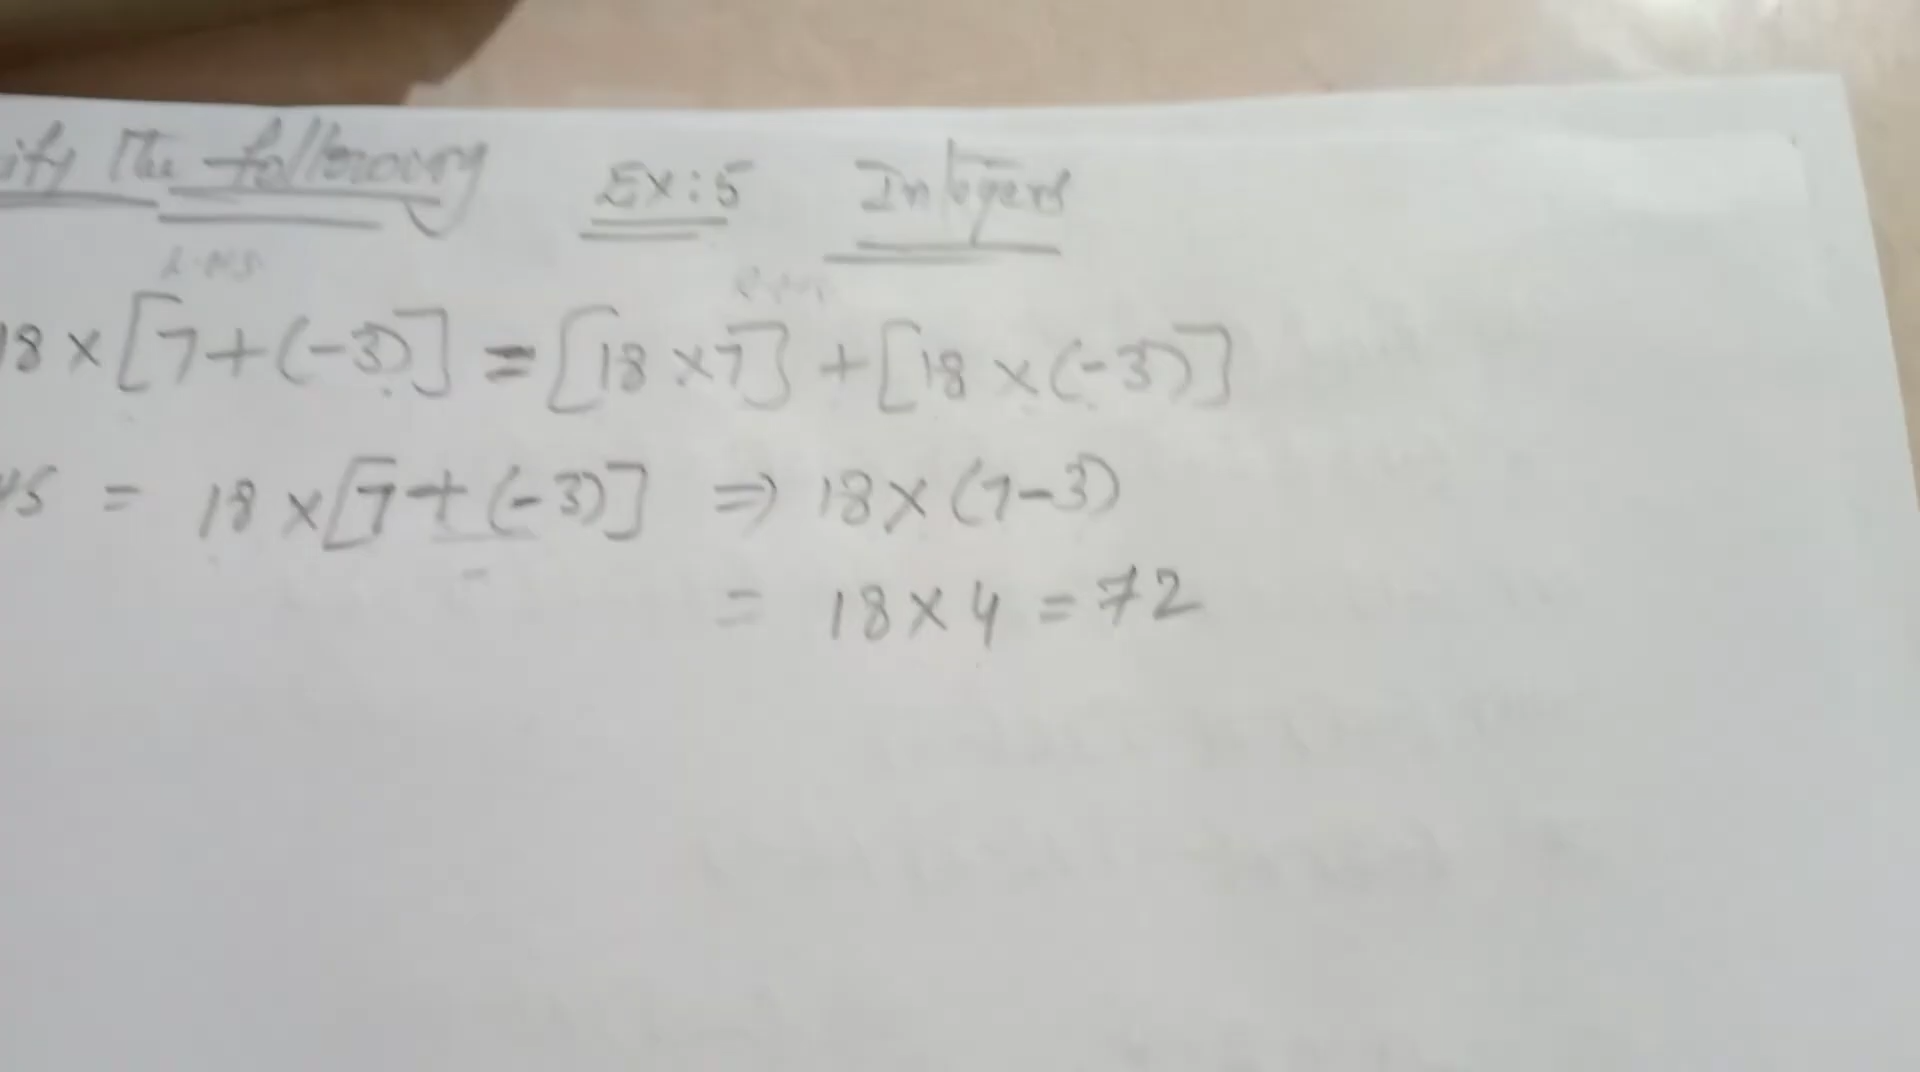 ify The following Ex:5 Integers
L.H.S R.H.S
18 × [7+(-3)] = [18 ×7] + [18 ×(-3)]
HS = 18 ×[7+(-3)] ⇒ 18×(7-3)
= 18×4 = 72